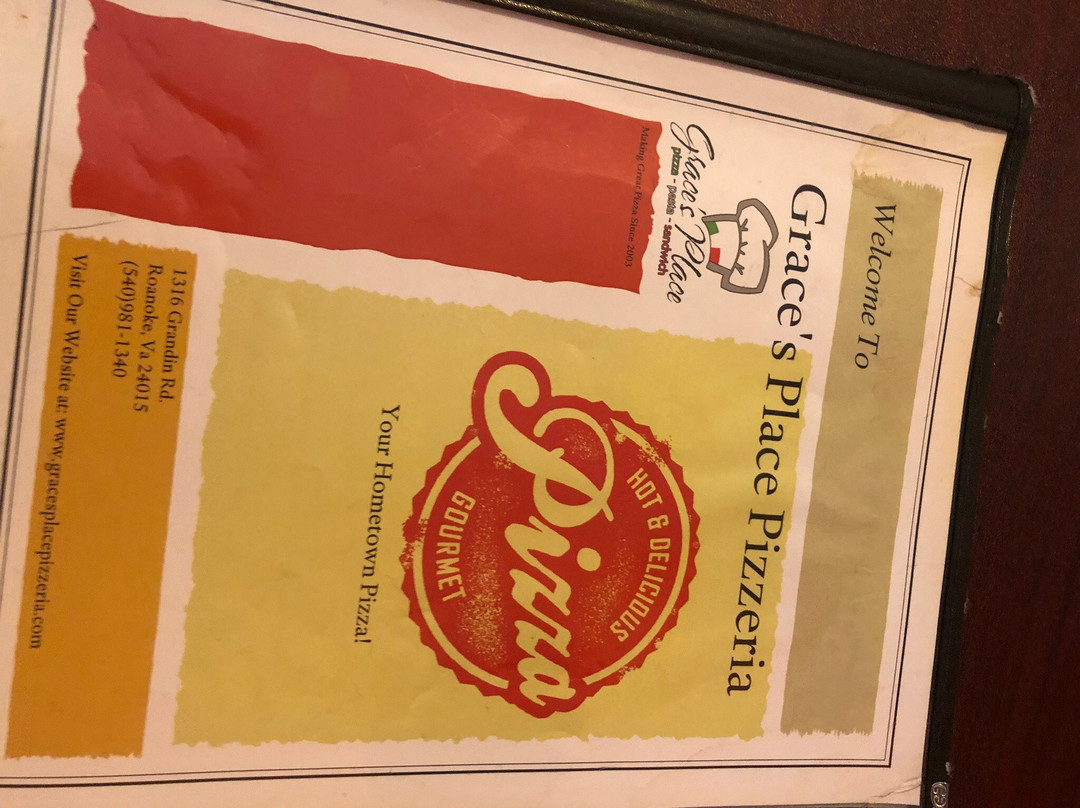 Welcome To
Grace's Place Pizzeria
Grace's Place
pizza - pasta - sandwich
Making Great Pizza Since 2003
HOT & DELICIOUS
Pizza
GOURMET
Your Hometown Pizza!
1316 Grandin Rd.
Roanoke, Va 24015
(540)981-1340
Visit Our Website at: www.gracesplacepizzeria.com